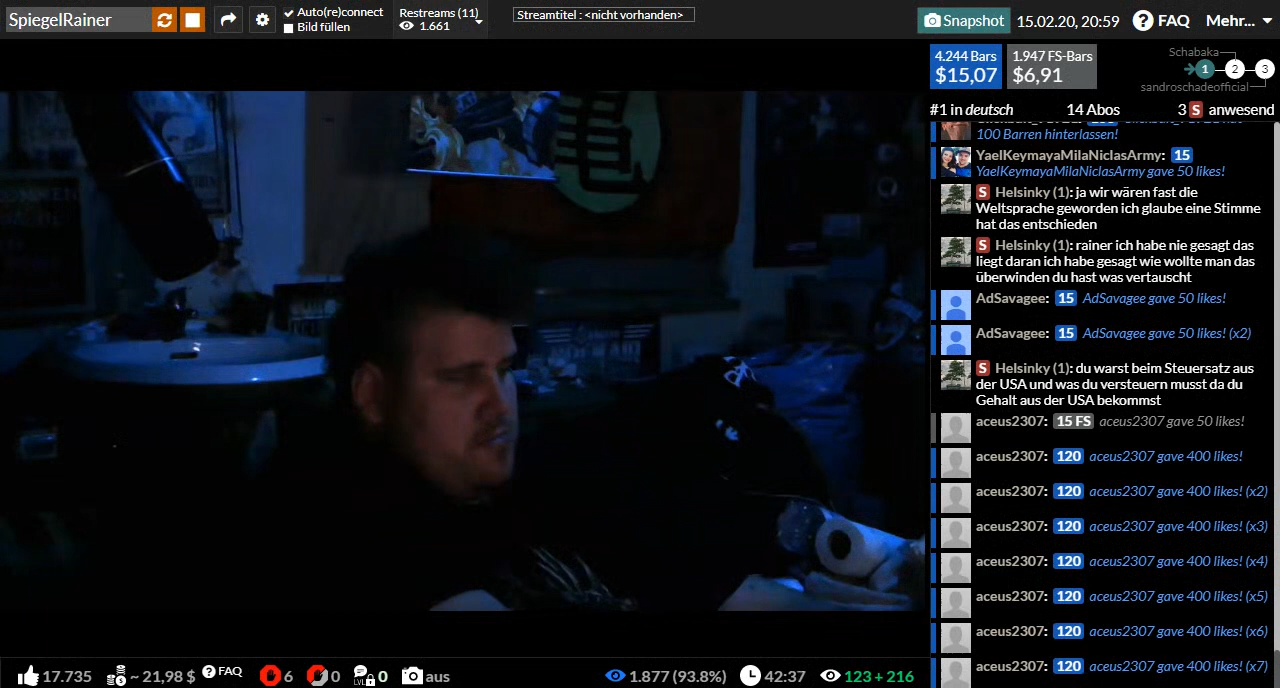 SpiegelRainer
Auto(re)connect
Bild füllen
Restreams (11)
1.661
Streamtitel : <nicht vorhanden>
Snapshot
15.02.20, 20:59
FAQ
Mehr...
4.244 Bars
$15,07
1.947 FS-Bars
$6,91
Schabaka
1 2 3
sandroschadeofficial
#1 in deutsch 14 Abos 3 S anwesend
100 Barren hinterlassen!
YaelKeymayaMilaNiclasArmy: 15
YaelKeymayaMilaNiclasArmy gave 50 likes!
S Helsinky (1): ja wir wären fast die
Weltsprache geworden ich glaube eine Stimme
hat das entschieden
S Helsinky (1): rainer ich habe nie gesagt das
liegt daran ich habe gesagt wie wollte man das
überwinden du hast was vertauscht
AdSavagee: 15 AdSavagee gave 50 likes!
AdSavagee: 15 AdSavagee gave 50 likes! (x2)
S Helsinky (1): du warst beim Steuersatz aus
der USA und was du versteuern musst da du
Gehalt aus der USA bekommst
aceus2307: 15 FS aceus2307 gave 50 likes!
aceus2307: 120 aceus2307 gave 400 likes!
aceus2307: 120 aceus2307 gave 400 likes! (x2)
aceus2307: 120 aceus2307 gave 400 likes! (x3)
aceus2307: 120 aceus2307 gave 400 likes! (x4)
aceus2307: 120 aceus2307 gave 400 likes! (x5)
aceus2307: 120 aceus2307 gave 400 likes! (x6)
aceus2307: 120 aceus2307 gave 400 likes! (x7)
17.735
~ 21,98 $
FAQ
6
0
LVL
0
aus
1.877 (93.8%)
42:37
123 + 216